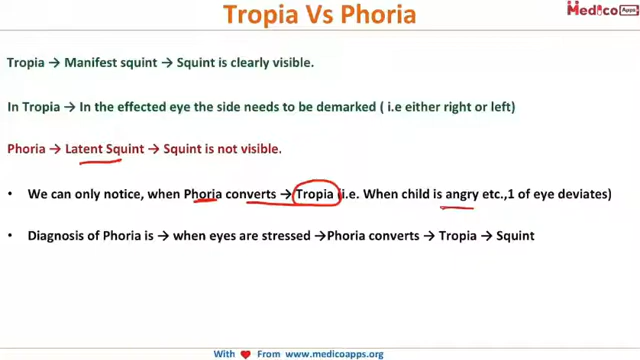 Tropia Vs Phoria
Medico Apps
Tropia → Manifest squint → Squint is clearly visible.
In Tropia → In the effected eye the side needs to be demarked ( i.e either right or left)
Phoria → Latent Squint → Squint is not visible.
• We can only notice, when Phoria converts → Tropia (i.e. When child is angry etc.,1 of eye deviates)
• Diagnosis of Phoria is → when eyes are stressed →Phoria converts → Tropia → Squint
With ♥ From www.medicoapps.org